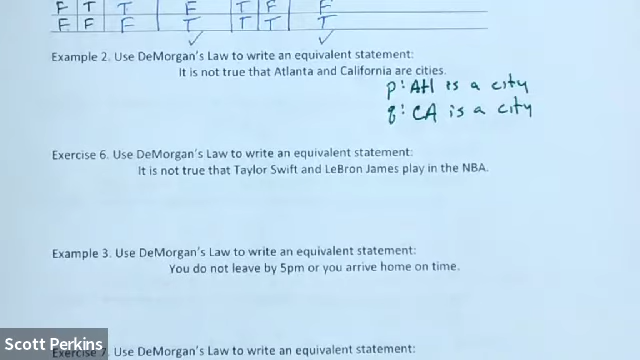 F T T F T F F
F F F T T T T
Example 2. Use DeMorgan's Law to write an equivalent statement:
It is not true that Atlanta and California are cities.
p: Atl is a city
q: CA is a city
Exercise 6. Use DeMorgan's Law to write an equivalent statement:
It is not true that Taylor Swift and LeBron James play in the NBA.
Example 3. Use DeMorgan's Law to write an equivalent statement:
You do not leave by 5pm or you arrive home on time.
Scott Perkins
Exercise 7. Use DeMorgan's Law to write an equivalent statement: